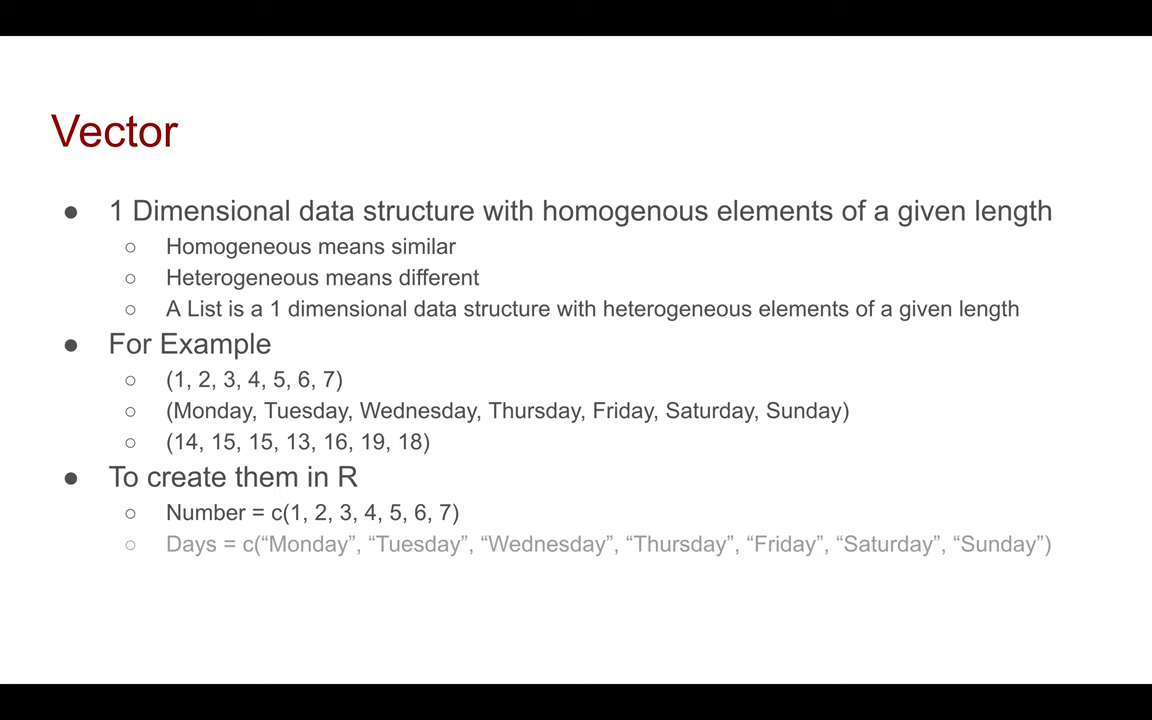 Vector
● 1 Dimensional data structure with homogenous elements of a given length
○ Homogeneous means similar
○ Heterogeneous means different
○ A List is a 1 dimensional data structure with heterogeneous elements of a given length
● For Example
○ (1, 2, 3, 4, 5, 6, 7)
○ (Monday, Tuesday, Wednesday, Thursday, Friday, Saturday, Sunday)
○ (14, 15, 15, 13, 16, 19, 18)
● To create them in R
○ Number = c(1, 2, 3, 4, 5, 6, 7)
○ Days = c(“Monday”, “Tuesday”, “Wednesday”, “Thursday”, “Friday”, “Saturday”, “Sunday”)